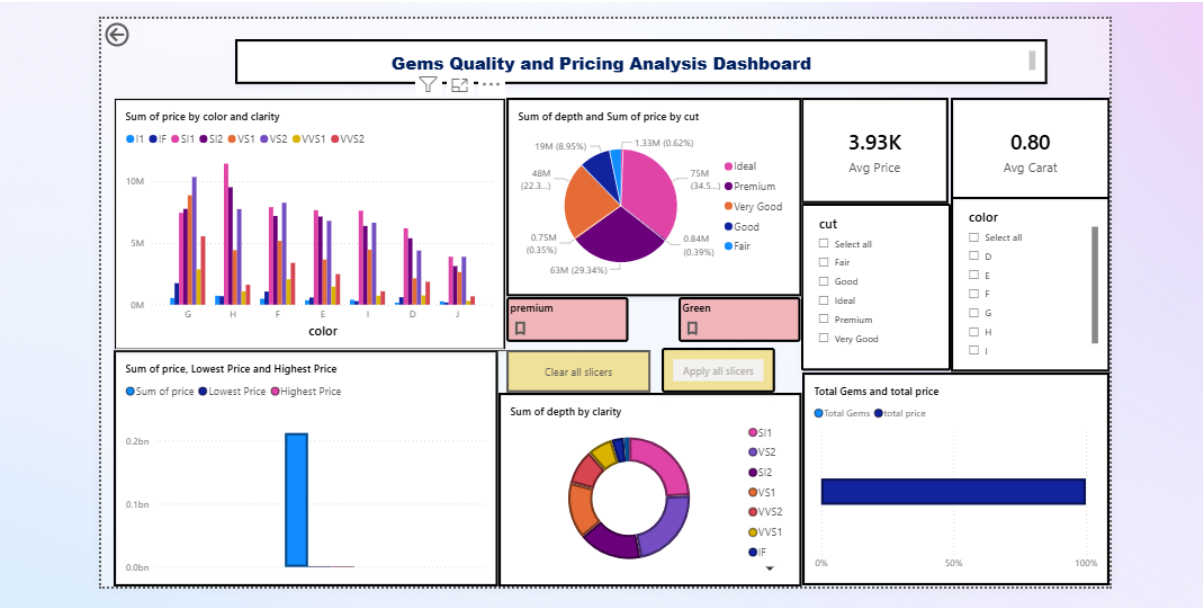 Gems Quality and Pricing Analysis Dashboard
Sum of price by color and clarity
I1 IF SI1 SI2 VS1 VS2 VVS1 VVS2
10M
5M
0M
G H F E I D J
color
Sum of depth and Sum of price by cut
19M (8.95%)
1.33M (0.62%)
48M
(22.3...)
75M
(34.5...)
0.75M
(0.35%)
0.84M
(0.39%)
63M (29.34%)
Ideal
Premium
Very Good
Good
Fair
3.93K
Avg Price
0.80
Avg Carat
cut
Select all
Fair
Good
Ideal
Premium
Very Good
color
Select all
D
E
F
G
H
I
premium
Green
Clear all slicers
Apply all slicers
Sum of price, Lowest Price and Highest Price
Sum of price Lowest Price Highest Price
0.2bn
0.1bn
0.0bn
Sum of depth by clarity
SI1
VS2
SI2
VS1
VVS2
VVS1
IF
Total Gems and total price
Total Gems total price
0% 50% 100%